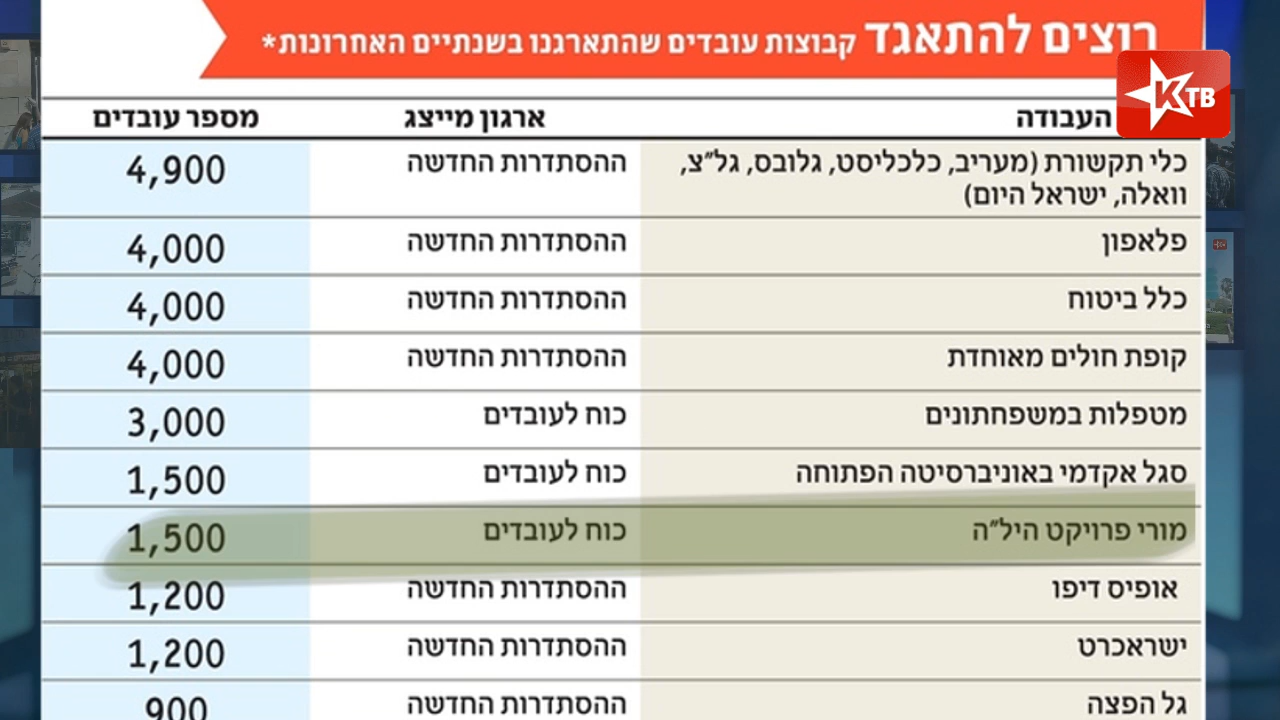 רוצים להתאגד קבוצות עובדים שהתארגנו בשנתיים האחרונות*
KTB
העבודה ארגון מייצג מספר עובדים
כלי תקשורת (מעריב, כלכליסט, גלובס, גל״צ, ההסתדרות החדשה 4,900
וואלה, ישראל היום)
פלאפון ההסתדרות החדשה 4,000
כלל ביטוח ההסתדרות החדשה 4,000
קופת חולים מאוחדת ההסתדרות החדשה 4,000
מטפלות במשפחתונים כוח לעובדים 3,000
סגל אקדמי באוניברסיטה הפתוחה כוח לעובדים 1,500
מורי פרויקט היל״ה כוח לעובדים 1,500
אופיס דיפו ההסתדרות החדשה 1,200
ישראכרט ההסתדרות החדשה 1,200
גל הפצה ההסתדרות החדשה 900